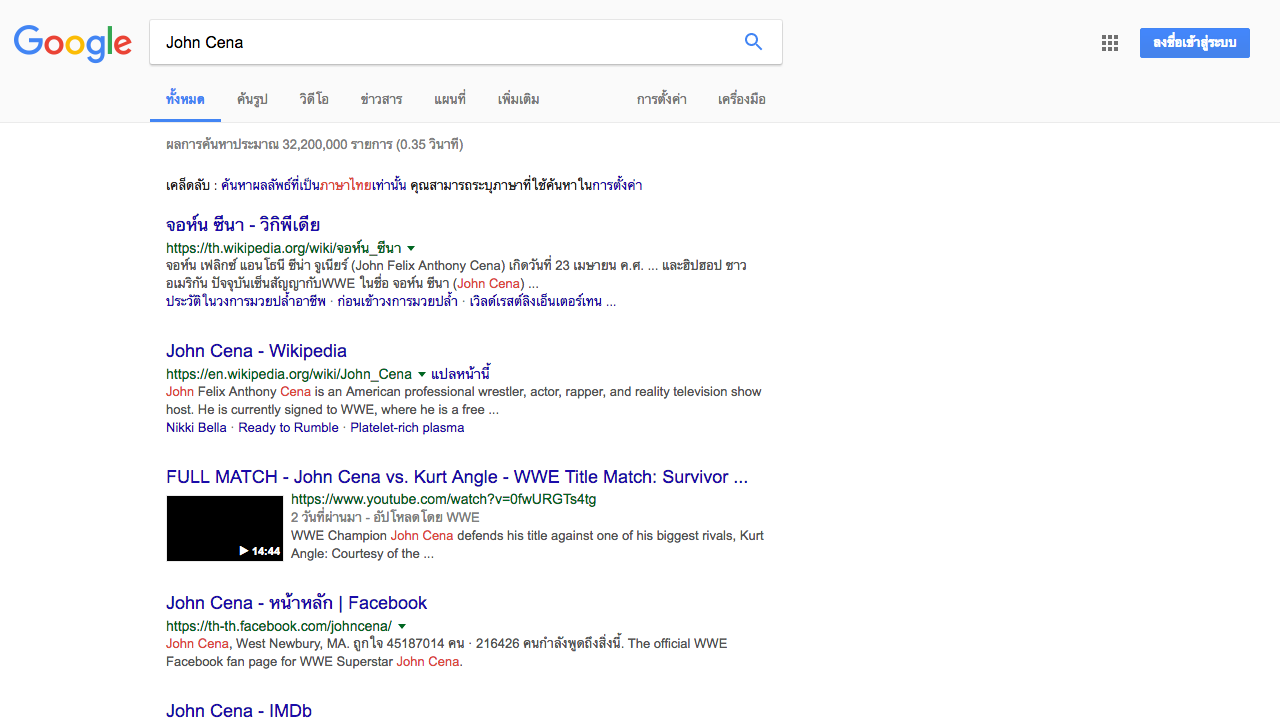 Google
John Cena
ลงชื่อเข้าสู่ระบบ
ทั้งหมด ค้นรูป วิดีโอ ข่าวสาร แผนที่ เพิ่มเติม การตั้งค่า เครื่องมือ
ผลการค้นหาประมาณ 32,200,000 รายการ (0.35 วินาที)
เคล็ดลับ : ค้นหาผลลัพธ์ที่เป็นภาษาไทยเท่านั้น คุณสามารถระบุภาษาที่ใช้ค้นหาในการตั้งค่า
จอห์น ซีนา - วิกิพีเดีย
https://th.wikipedia.org/wiki/จอห์น_ซีนา
จอห์น เฟลิกซ์ แอนโธนี ซีน่า จูเนียร์ (John Felix Anthony Cena) เกิดวันที่ 23 เมษายน ค.ศ. ... และฮิปฮอป ชาว
อเมริกัน ปัจจุบันเซ็นสัญญากับWWE ในชื่อ จอห์น ซีนา (John Cena) ...
ประวัติในวงการมวยปล้ำอาชีพ · ก่อนเข้าวงการมวยปล้ำ · เวิลด์เรสต์ลิงเอ็นเตอร์เทน ...
John Cena - Wikipedia
https://en.wikipedia.org/wiki/John_Cena แปลหน้านี้
John Felix Anthony Cena is an American professional wrestler, actor, rapper, and reality television show
host. He is currently signed to WWE, where he is a free ...
Nikki Bella · Ready to Rumble · Platelet-rich plasma
FULL MATCH - John Cena vs. Kurt Angle - WWE Title Match: Survivor ...
https://www.youtube.com/watch?v=0fwURGTs4tg
2 วันที่ผ่านมา - อัปโหลดโดย WWE
WWE Champion John Cena defends his title against one of his biggest rivals, Kurt
Angle: Courtesy of the ...
14:44
John Cena - หน้าหลัก | Facebook
https://th-th.facebook.com/johncena/
John Cena, West Newbury, MA. ถูกใจ 45187014 คน · 216426 คนกำลังพูดถึงสิ่งนี้. The official WWE
Facebook fan page for WWE Superstar John Cena.
John Cena - IMDb